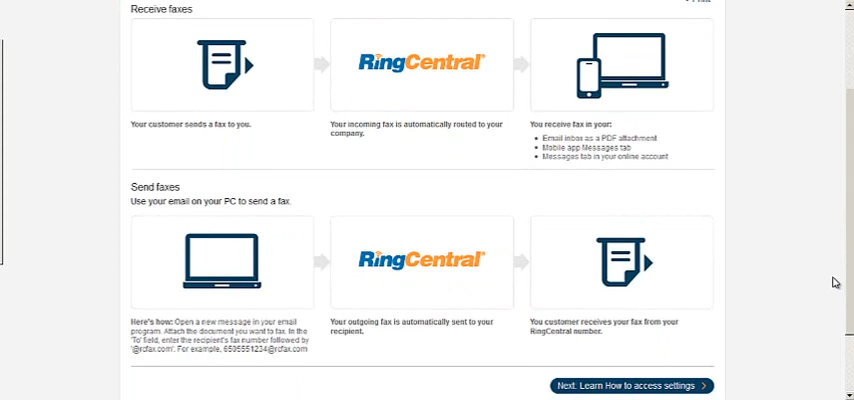 Receive faxes
RingCentral®
Your customer sends a fax to you.
Your incoming fax is automatically routed to your
company.
You receive fax in your:
Email inbox as a PDF attachment
Mobile app Messages tab
Messages tab in your online account
Send faxes
Use your email on your PC to send a fax.
RingCentral®
Here's how: Open a new message in your email
program. Attach the document you want to fax. In the
'To' field, enter the recipient's fax number followed by
'@rcfax.com'. For example, 6505551234@rcfax.com
Your outgoing fax is automatically sent to your
recipient.
You customer receives your fax from your
RingCentral number.
Next: Learn How to access settings